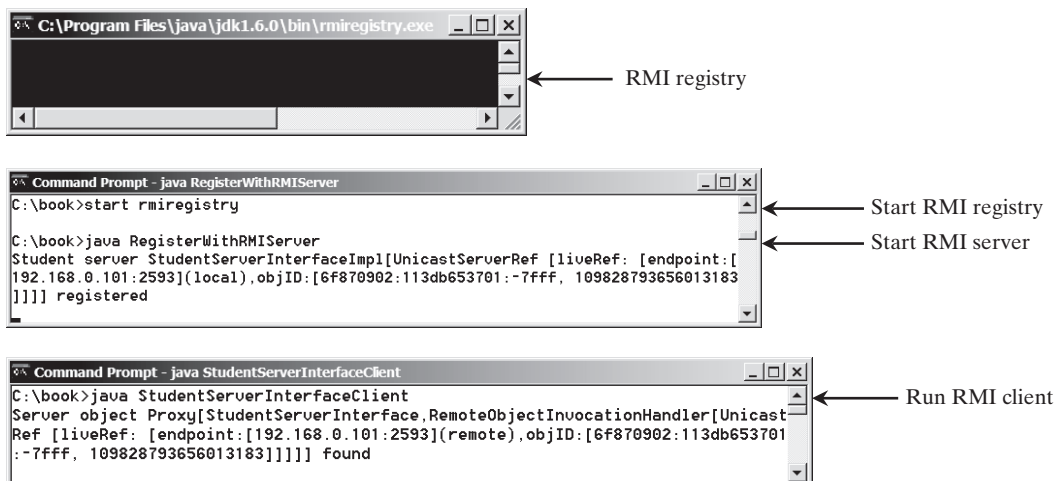 C:\Program Files\java\jdk1.6.0\bin\rmiregistry.exe
RMI registry
Command Prompt - java RegisterWithRMIServer
C:\book>start rmiregistry
Start RMI registry
C:\book>java RegisterWithRMIServer
Start RMI server
Student server StudentServerInterfaceImpl[UnicastServerRef [liveRef: [endpoint:[
192.168.0.101:2593](local),objID:[6f870902:113db653701:-7fff, 109828793656013183
]]]] registered
Command Prompt - java StudentServerInterfaceClient
C:\book>java StudentServerInterfaceClient
Run RMI client
Server object Proxy[StudentServerInterface,RemoteObjectInvocationHandler[Unicast
Ref [liveRef: [endpoint:[192.168.0.101:2593](remote),objID:[6f870902:113db653701
:-7fff, 109828793656013183]]]]] found